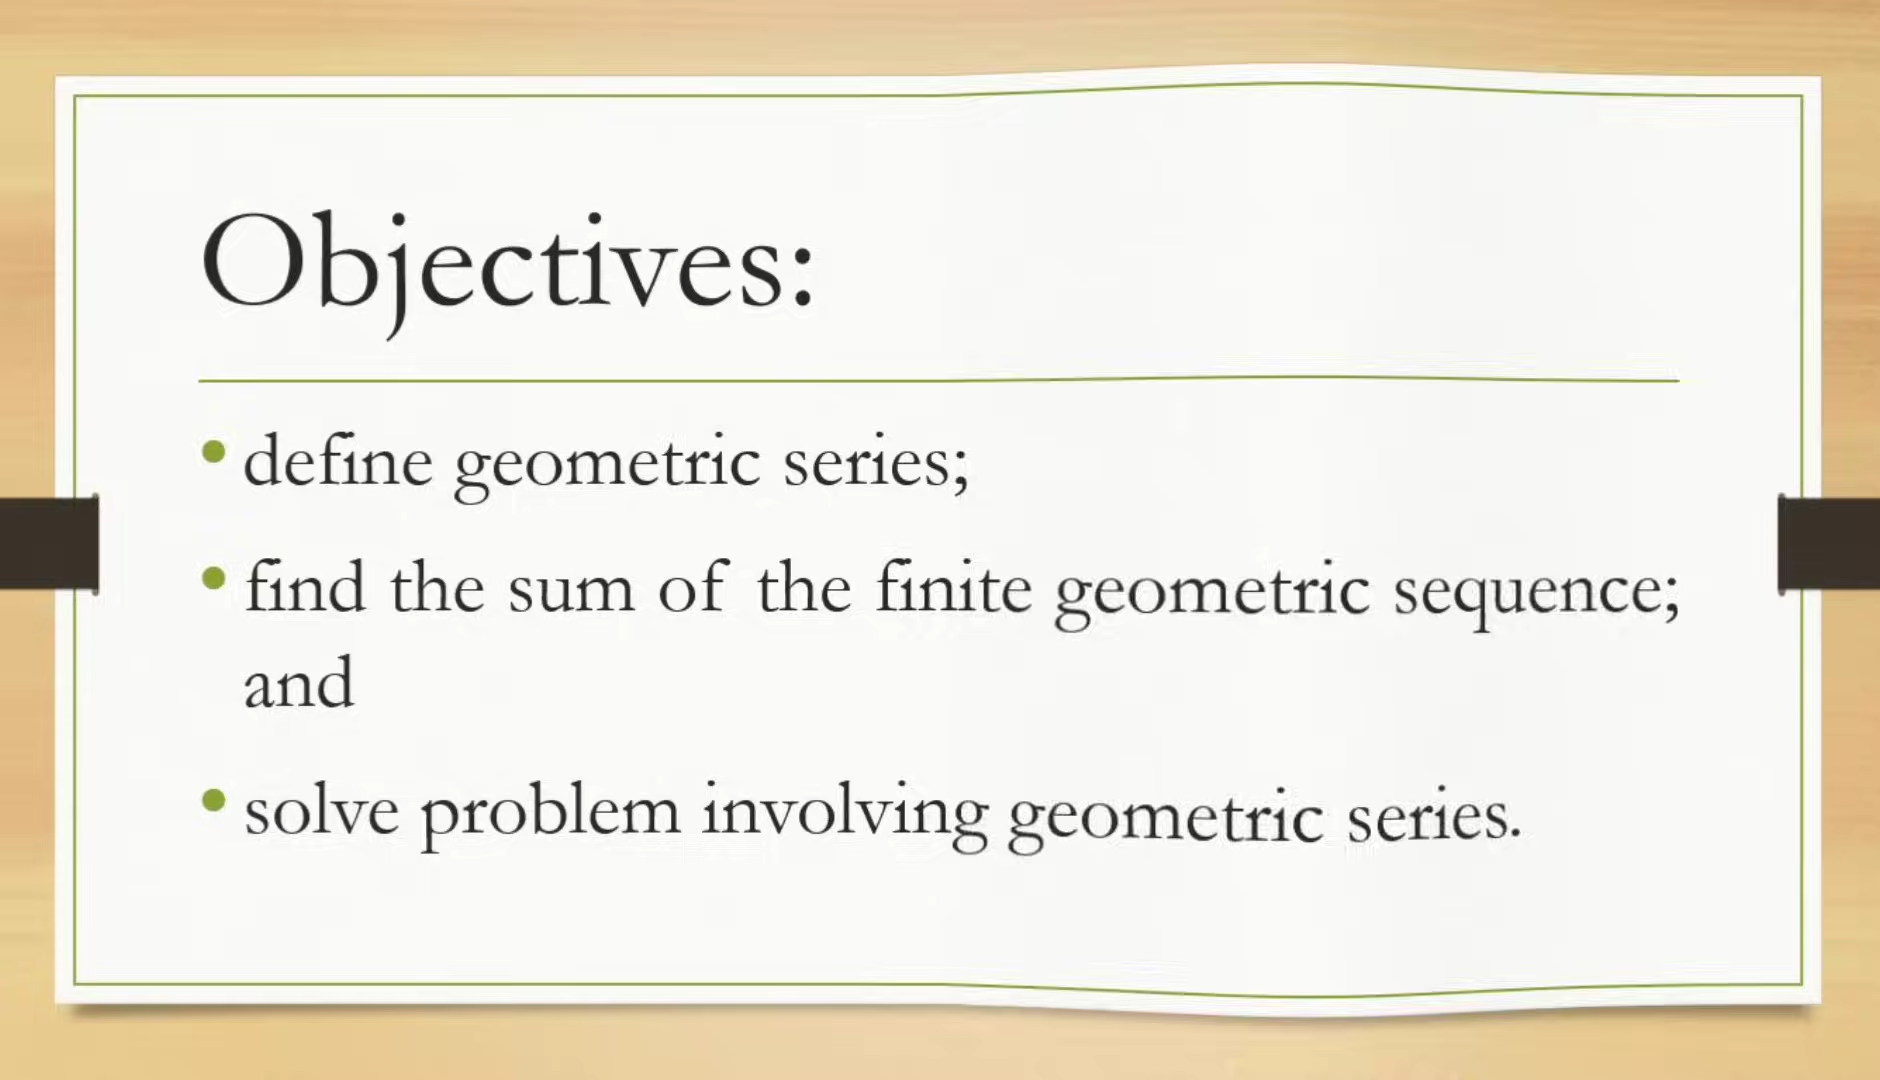 Objectives:
• define geometric series;
• find the sum of the finite geometric sequence;
and
• solve problem involving geometric series.